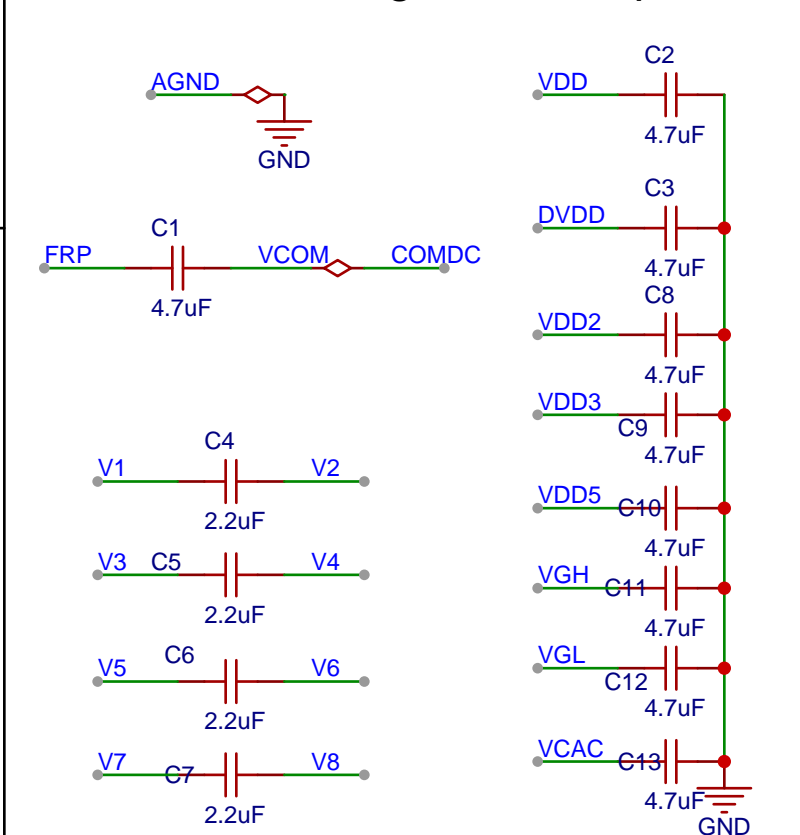 AGND
GND
C1
FRP
VCOM
COMDC
4.7uF
C4
V1
V2
2.2uF
V3
C5
V4
2.2uF
C6
V5
V6
2.2uF
V7
C7
V8
2.2uF
C2
VDD
4.7uF
C3
DVDD
4.7uF
C8
VDD2
4.7uF
VDD3
C9
4.7uF
VDD5
C10
4.7uF
VGH
C11
4.7uF
VGL
C12
4.7uF
VCAC
C13
4.7uF
GND